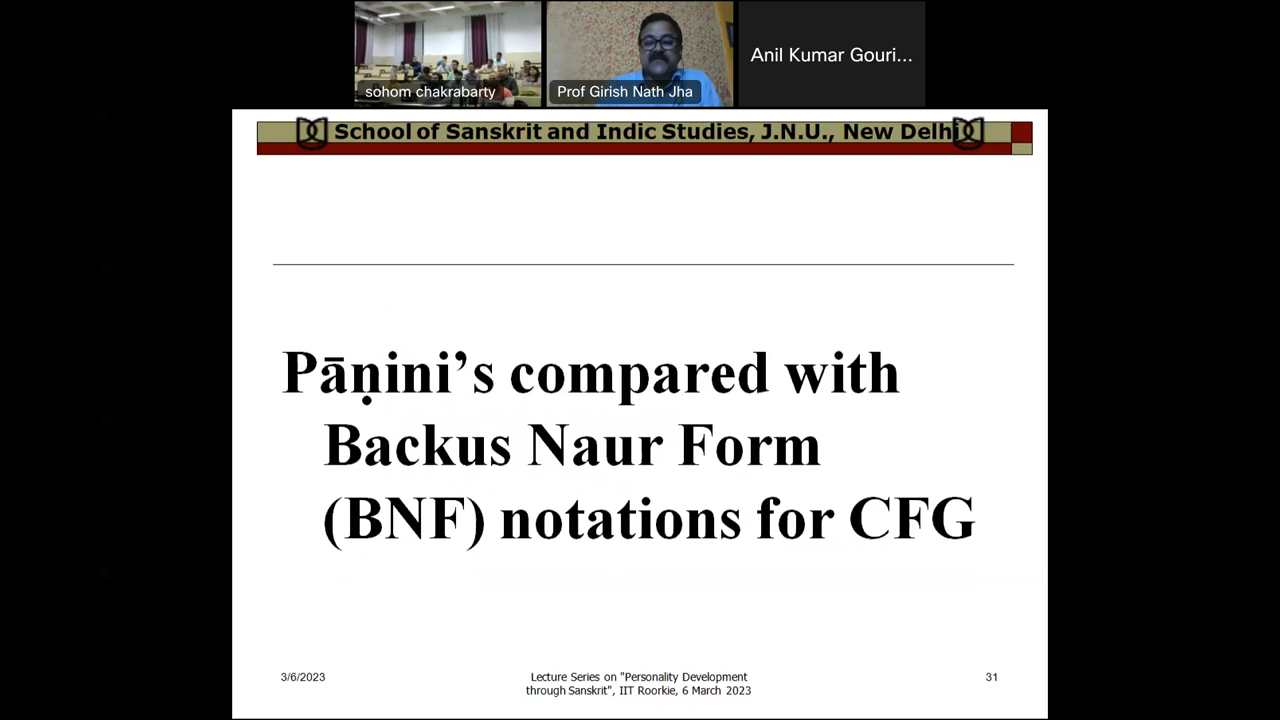 sohom chakrabarty
Prof Girish Nath Jha
Anil Kumar Gouri...
School of Sanskrit and Indic Studies, J.N.U., New Delhi
Pāṇini’s compared with
Backus Naur Form
(BNF) notations for CFG
3/6/2023
Lecture Series on "Personality Development
through Sanskrit", IIT Roorkie, 6 March 2023
31